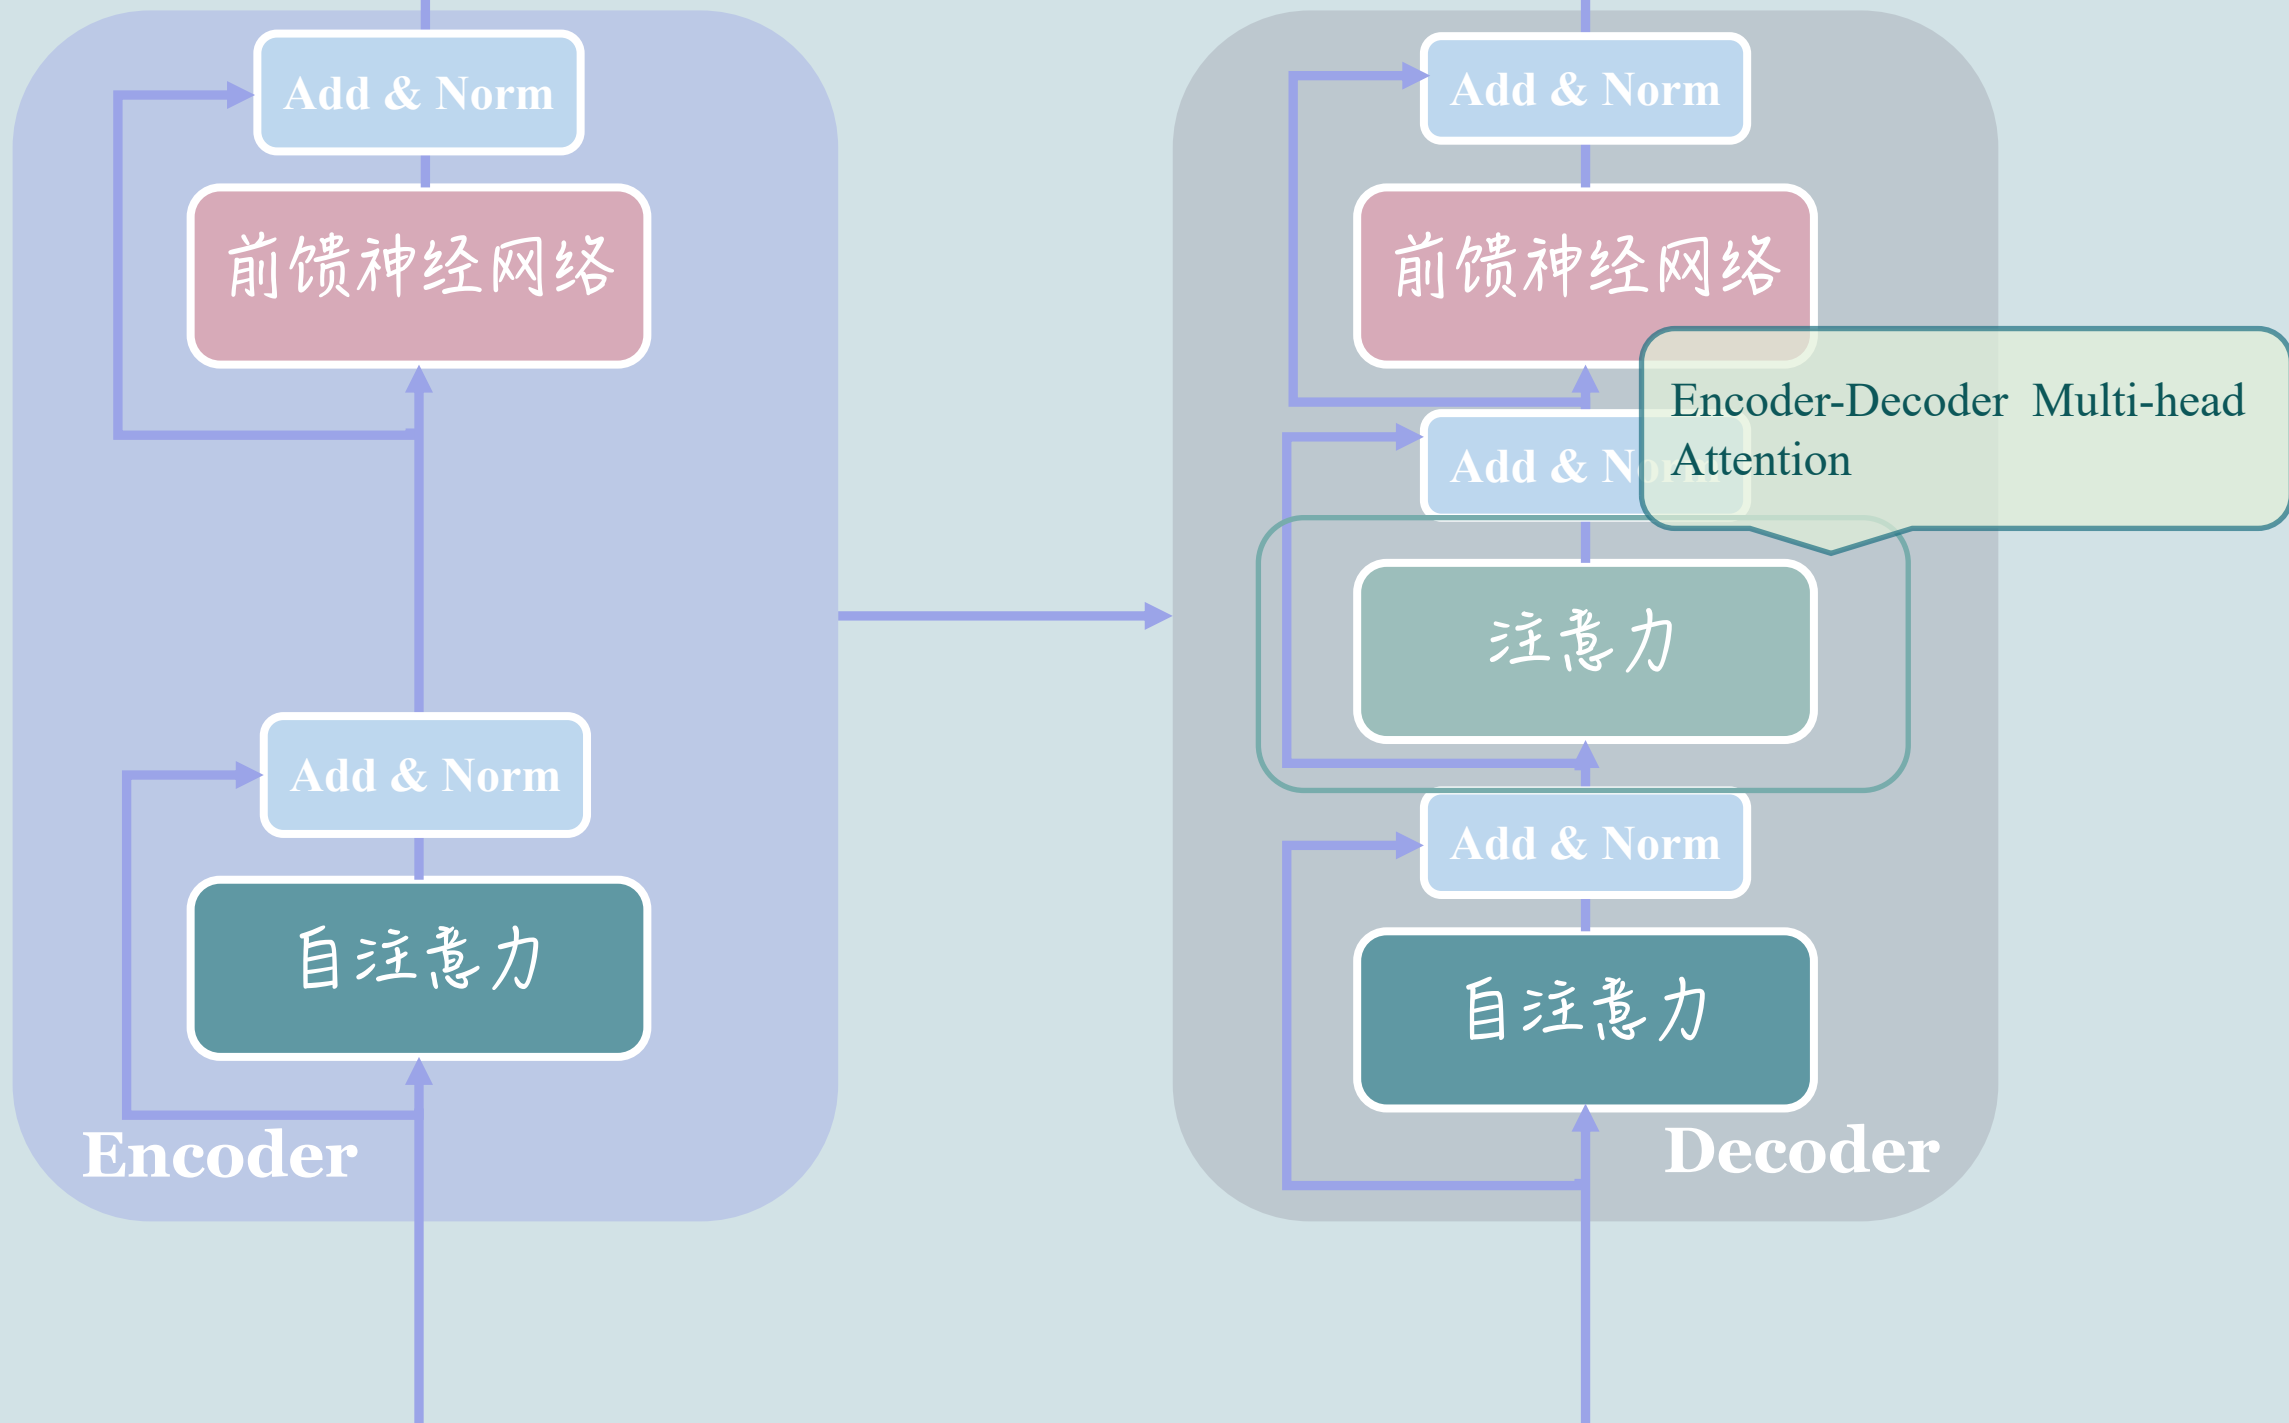 Add & Norm
前馈神经网络
Add & Norm
自注意力
Encoder
Add & Norm
前馈神经网络
Encoder-Decoder Multi-head
Attention
Add & Norm
注意力
Add & Norm
自注意力
Decoder